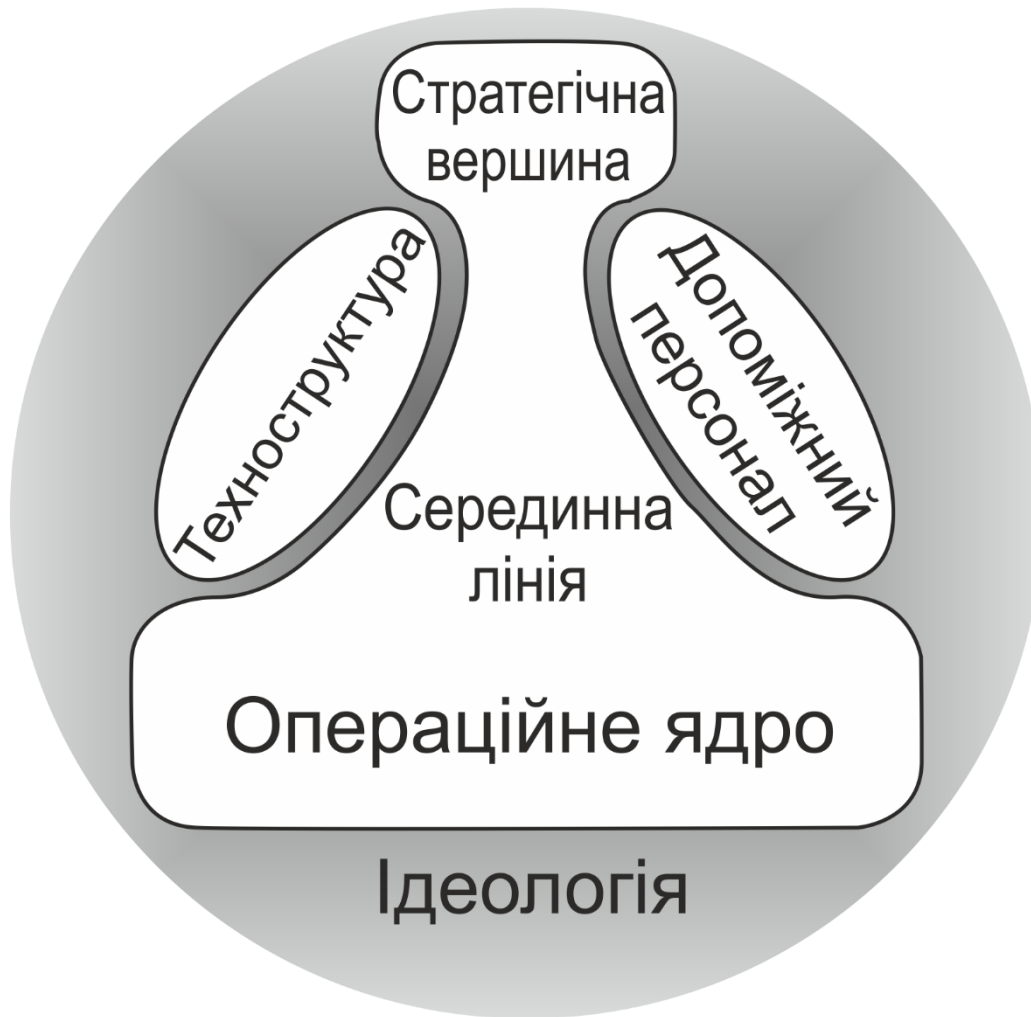 Стратегічна
вершина
Техноструктура
Допоміжний
персонал
Серединна
лінія
Операційне ядро
Ідеологія